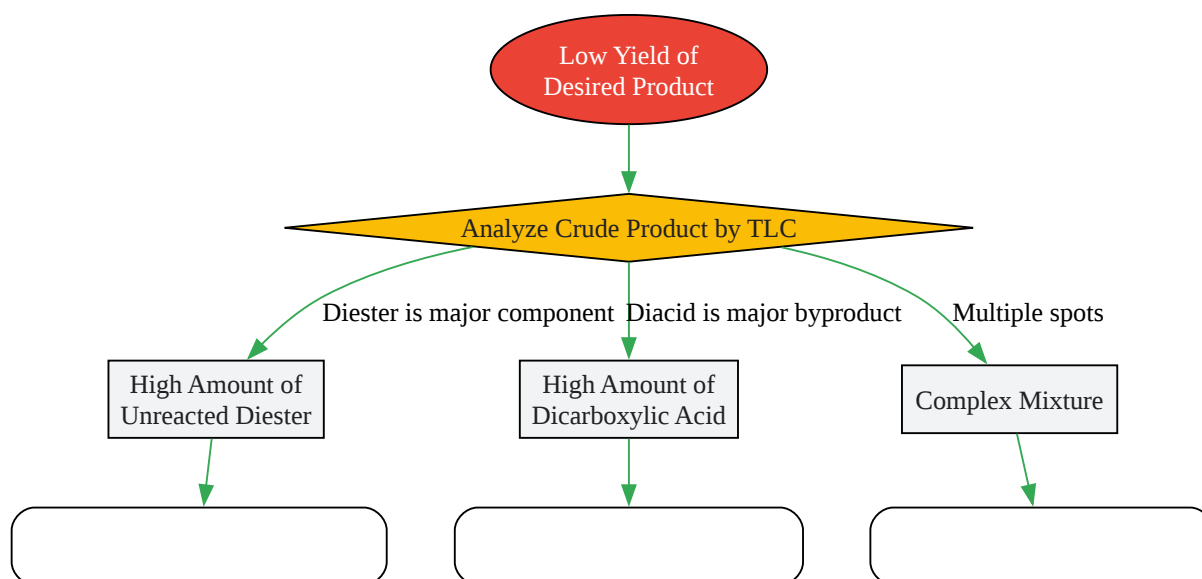 Low Yield of
Desired Product
Analyze Crude Product by TLC
Diester is major component
Diacid is major byproduct
Multiple spots
High Amount of
Unreacted Diester
High Amount of
Dicarboxylic Acid
Complex Mixture